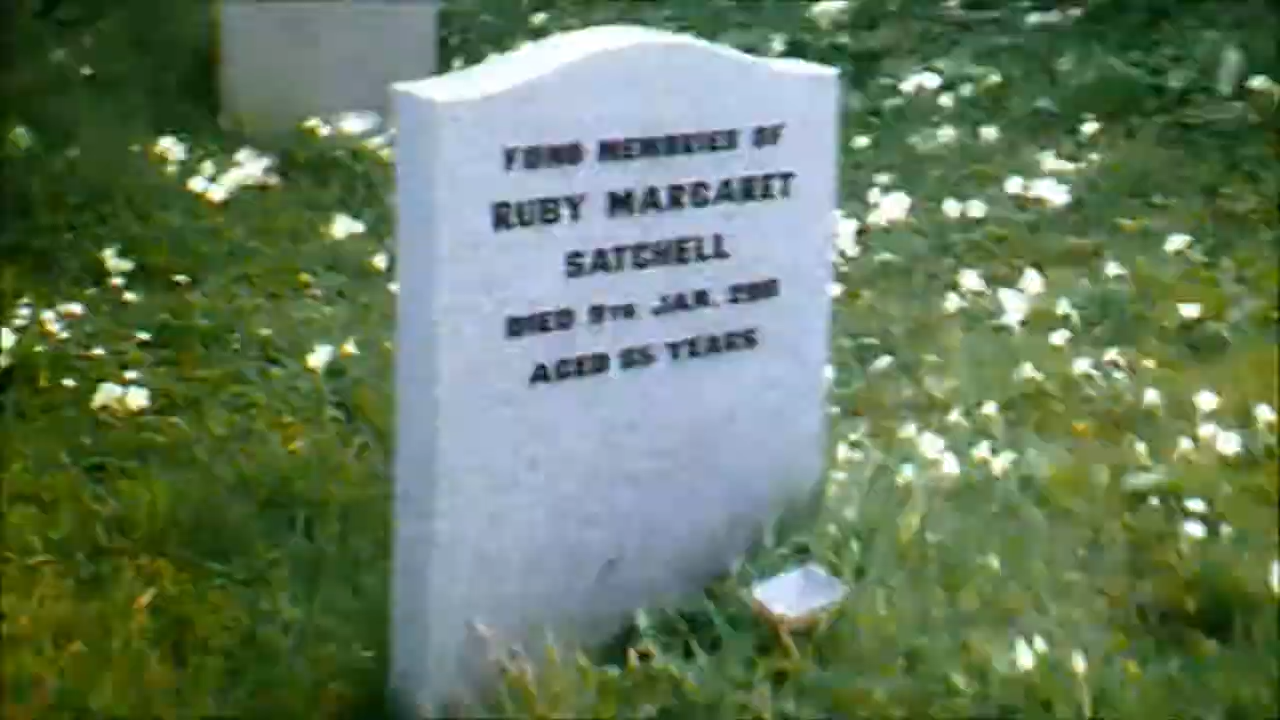 FOND MEMORIES OF
RUBY MARGARET
SATCHELL
DIED 9TH JAN.
AGED YEARS